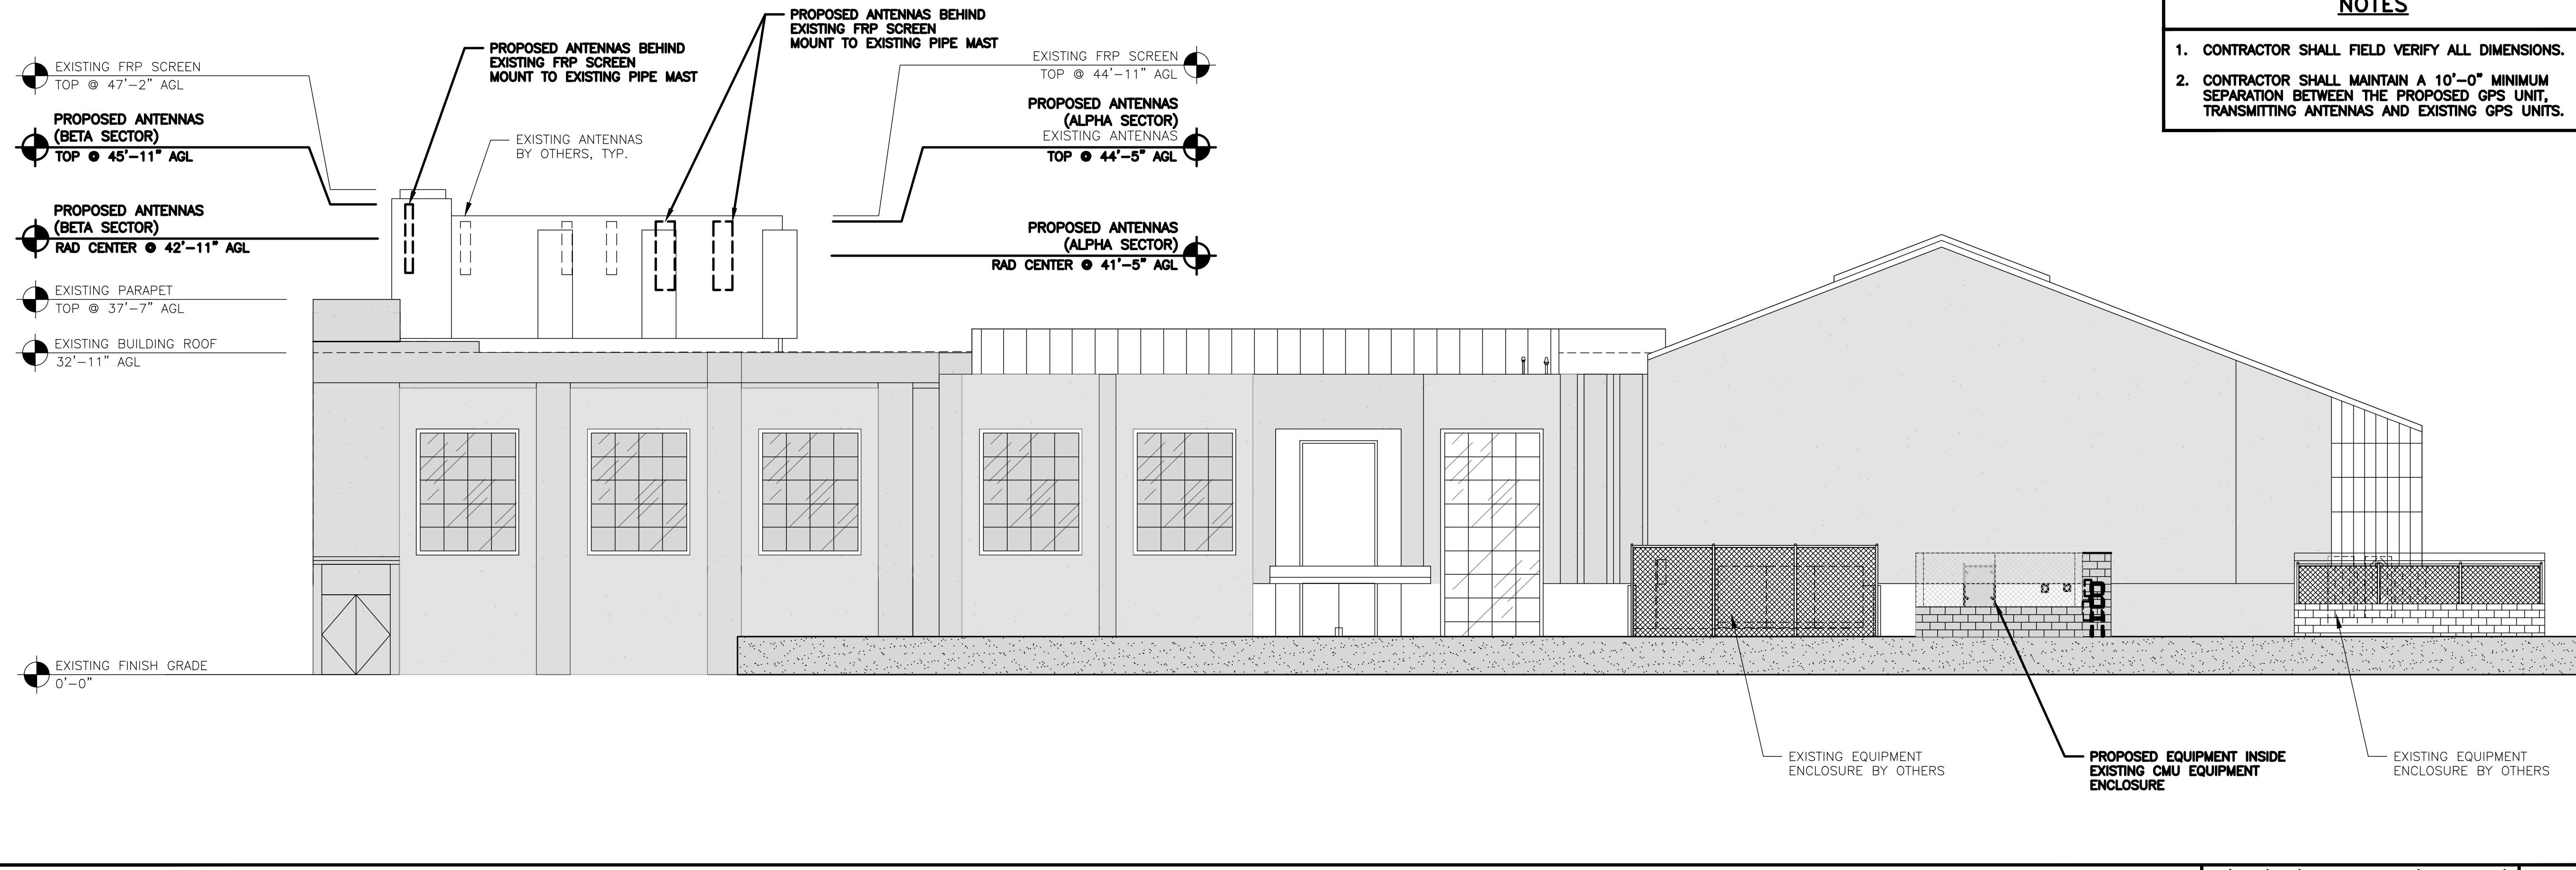 PROPOSED ANTENNAS BEHIND
EXISTING FRP SCREEN
MOUNT TO EXISTING PIPE MAST
PROPOSED ANTENNAS BEHIND
EXISTING FRP SCREEN
MOUNT TO EXISTING PIPE MAST
EXISTING FRP SCREEN
TOP @ 47'-2" AGL
PROPOSED ANTENNAS
(BETA SECTOR)
TOP @ 45'-11" AGL
PROPOSED ANTENNAS
(BETA SECTOR)
RAD CENTER @ 42'-11" AGL
EXISTING PARAPET
TOP @ 37'-7" AGL
EXISTING BUILDING ROOF
32'-11" AGL
EXISTING FINISH GRADE
0'-0"
EXISTING ANTENNAS
BY OTHERS, TYP.
EXISTING FRP SCREEN
TOP @ 44'-11" AGL
PROPOSED ANTENNAS
(ALPHA SECTOR)
EXISTING ANTENNAS
TOP @ 44'-5" AGL
PROPOSED ANTENNAS
(ALPHA SECTOR)
RAD CENTER @ 41'-5" AGL
NOTES
1. CONTRACTOR SHALL FIELD VERIFY ALL DIMENSIONS.
2. CONTRACTOR SHALL MAINTAIN A 10'-0" MINIMUM
SEPARATION BETWEEN THE PROPOSED GPS UNIT,
TRANSMITTING ANTENNAS AND EXISTING GPS UNITS.
EXISTING EQUIPMENT
ENCLOSURE BY OTHERS
PROPOSED EQUIPMENT INSIDE
EXISTING CMU EQUIPMENT
ENCLOSURE
EXISTING EQUIPMENT
ENCLOSURE BY OTHERS